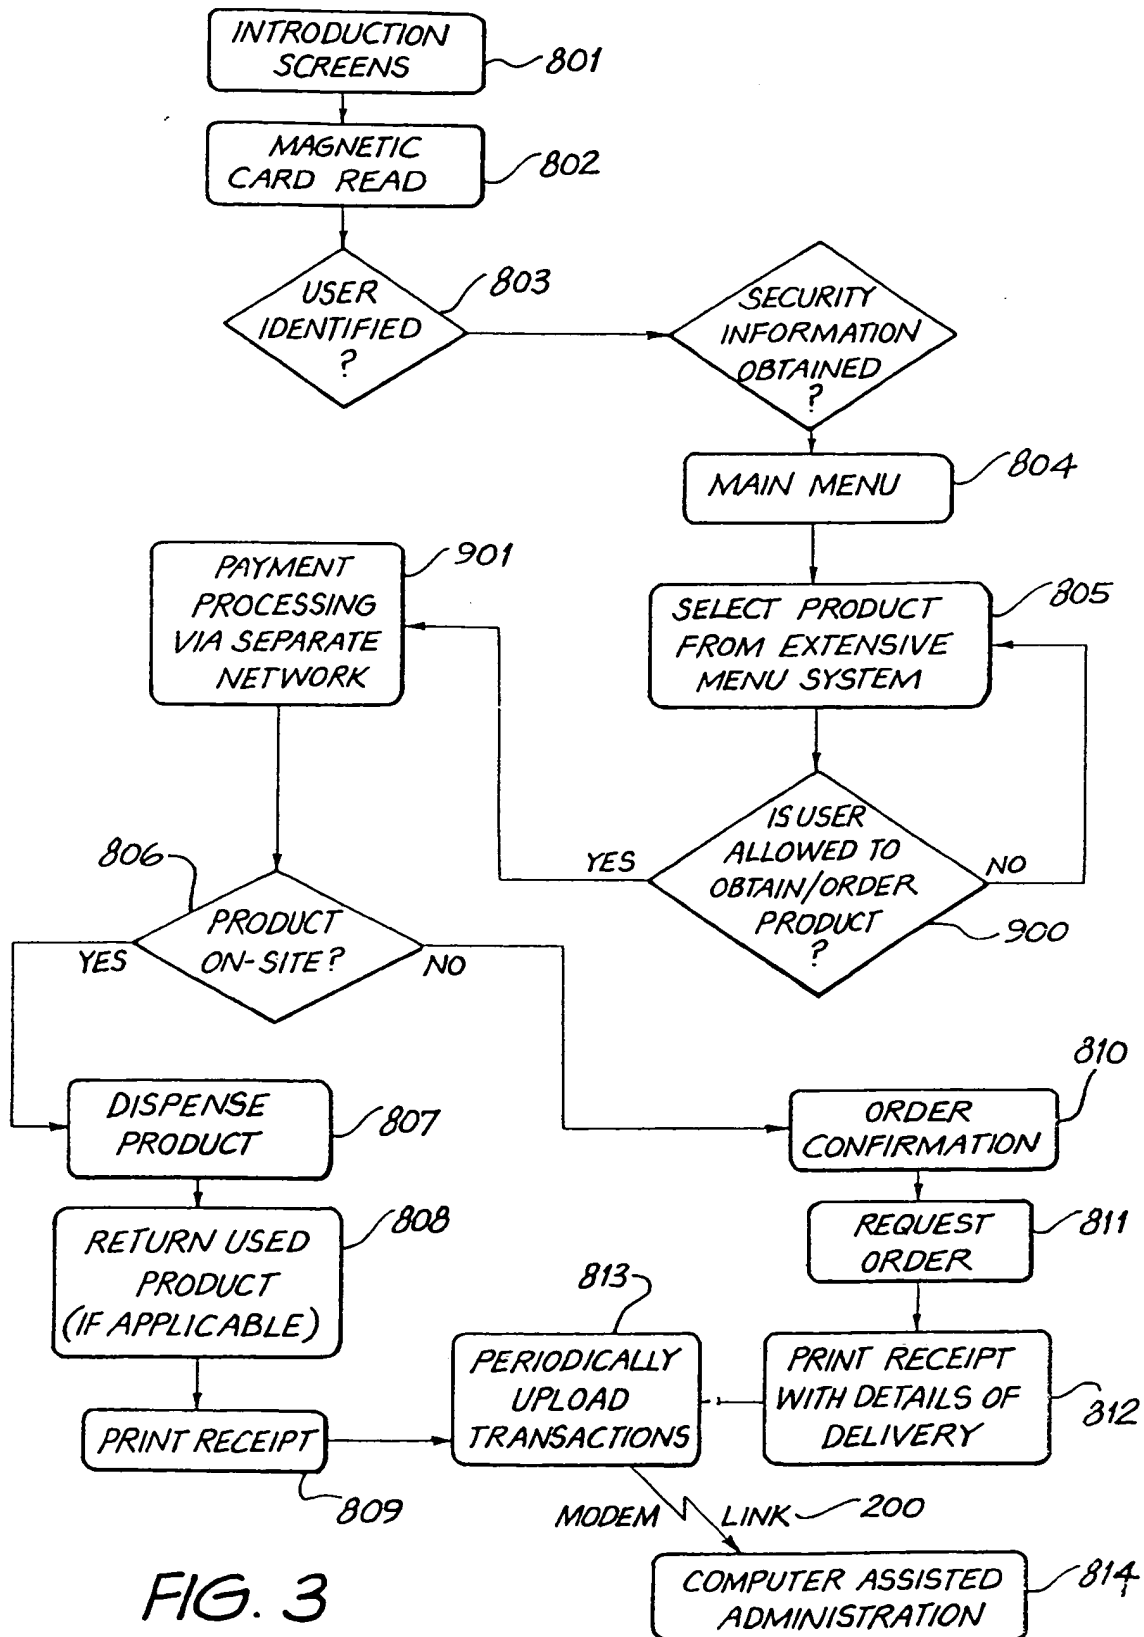 INTRODUCTION
SCREENS
801
MAGNETIC
CARD READ
802
USER
IDENTIFIED
?
803
SECURITY
INFORMATION
OBTAINED
?
MAIN MENU
804
SELECT PRODUCT
FROM EXTENSIVE
MENU SYSTEM
805
IS USER
ALLOWED TO
OBTAIN/ORDER
PRODUCT
?
900
YES
NO
PAYMENT
PROCESSING
VIA SEPARATE
NETWORK
901
806
PRODUCT
ON-SITE?
YES
NO
DISPENSE
PRODUCT
807
RETURN USED
PRODUCT
(IF APPLICABLE)
808
PRINT RECEIPT
809
ORDER
CONFIRMATION
810
REQUEST
ORDER
811
PRINT RECEIPT
WITH DETAILS OF
DELIVERY
812
813
PERIODICALLY
UPLOAD
TRANSACTIONS
MODEM LINK 200
COMPUTER ASSISTED
ADMINISTRATION
814
FIG. 3